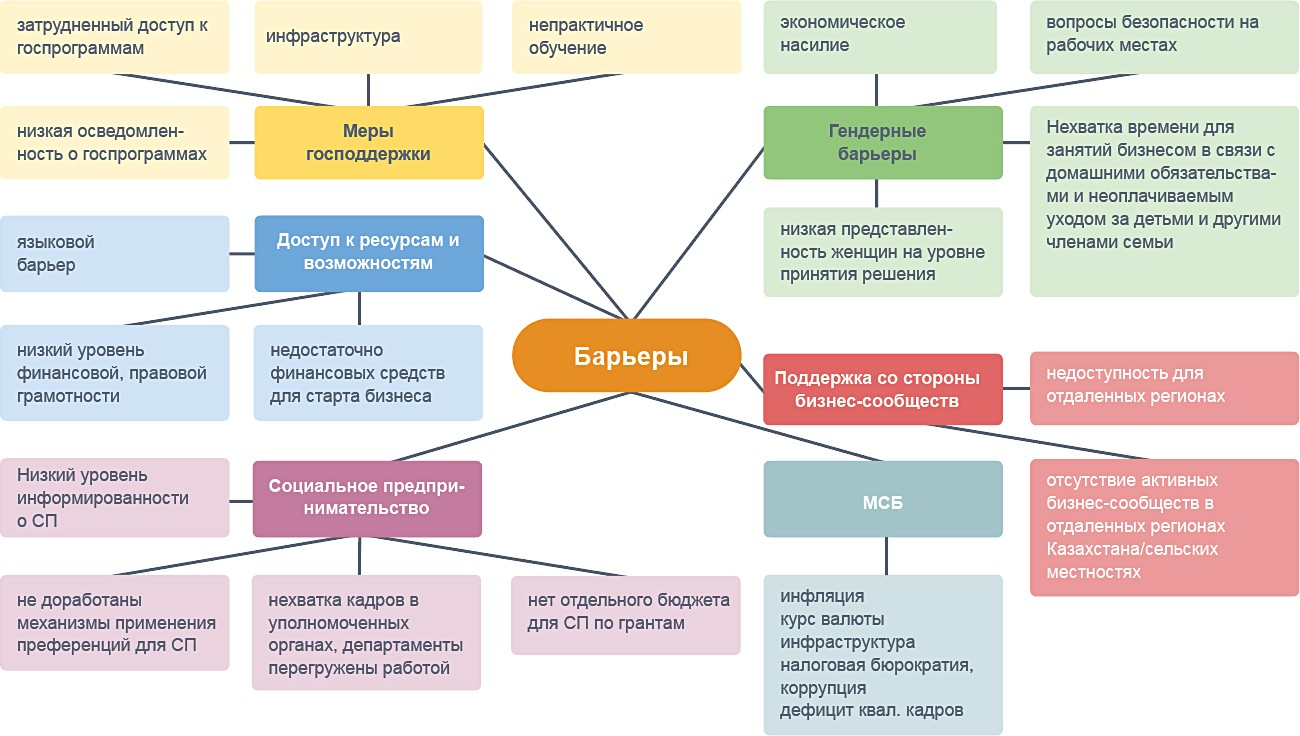 затрудненный доступ к
госпрограммам
инфраструктура
непрактичное
обучение
экономическое
насилие
вопросы безопасности на
рабочих местах
низкая осведомлен-
ность о госпрограммах
Меры
господдержки
Гендерные
барьеры
Нехватка времени для
занятий бизнесом в связи с
домашними обязательства-
ми и неоплачиваемым
уходом за детьми и другими
членами семьи
языковой
барьер
Доступ к ресурсам и
возможностям
низкая представлен-
ность женщин на уровне
принятия решения
низкий уровень
финансовой, правовой
грамотности
недостаточно
финансовых средств
для старта бизнеса
Барьеры
Поддержка со стороны
бизнес-сообществ
недоступность для
отдаленных регионах
Низкий уровень
информированности
о СП
Социальное предпри-
нимательство
МСБ
отсутствие активных
бизнес-сообществ в
отдаленных регионах
Казахстана/сельских
местностях
не доработаны
механизмы применения
преференций для СП
нехватка кадров в
уполномоченных
органах, департаменты
перегружены работой
нет отдельного бюджета
для СП по грантам
инфляция
курс валюты
инфраструктура
налоговая бюрократия,
коррупция
дефицит квал. кадров